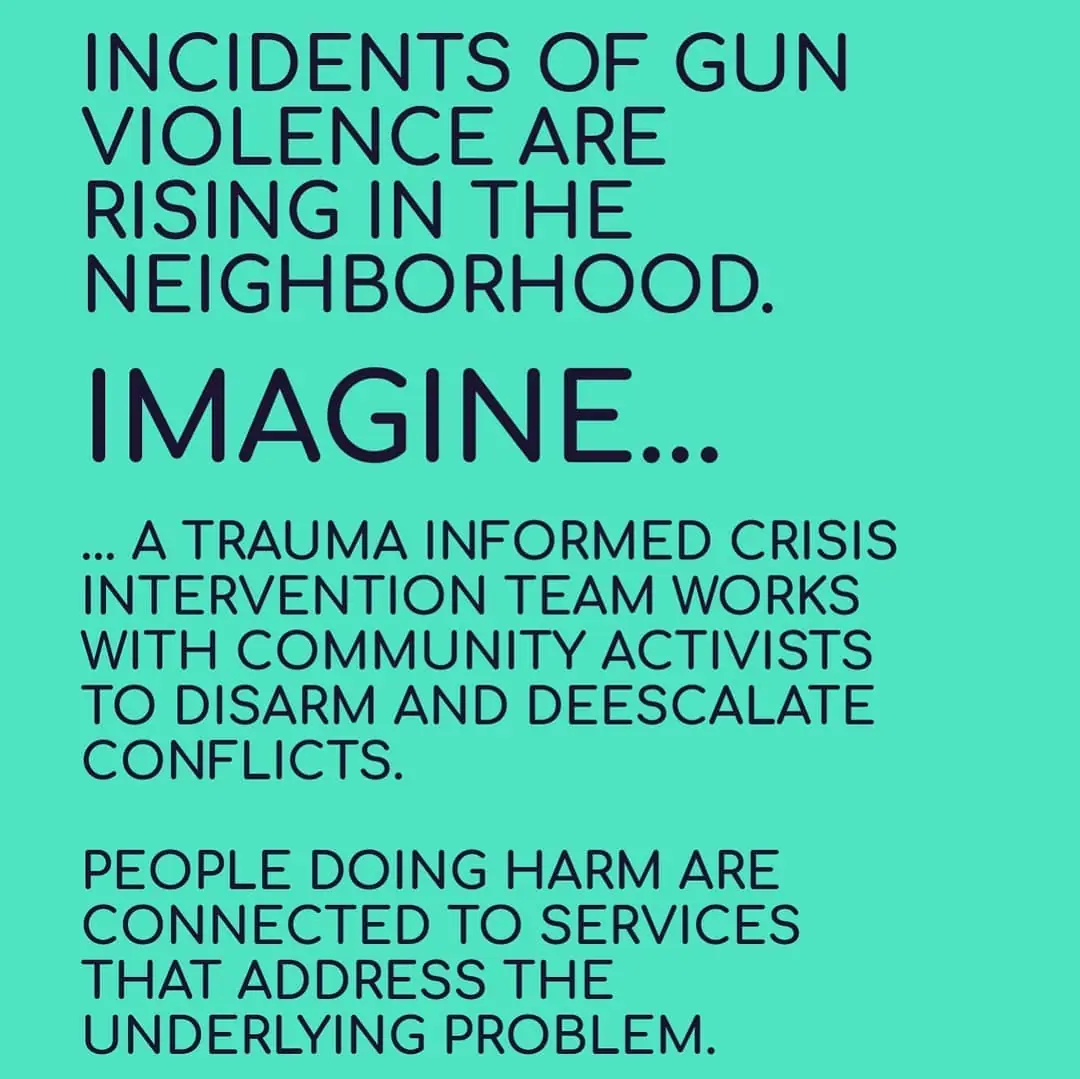 INCIDENTS OF GUN
VIOLENCE ARE
RISING IN THE
NEIGHBORHOOD.
IMAGINE...
... A TRAUMA INFORMED CRISIS
INTERVENTION TEAM WORKS
WITH COMMUNITY ACTIVISTS
TO DISARM AND DEESCALATE
CONFLICTS.
PEOPLE DOING HARM ARE
CONNECTED TO SERVICES
THAT ADDRESS THE
UNDERLYING PROBLEM.